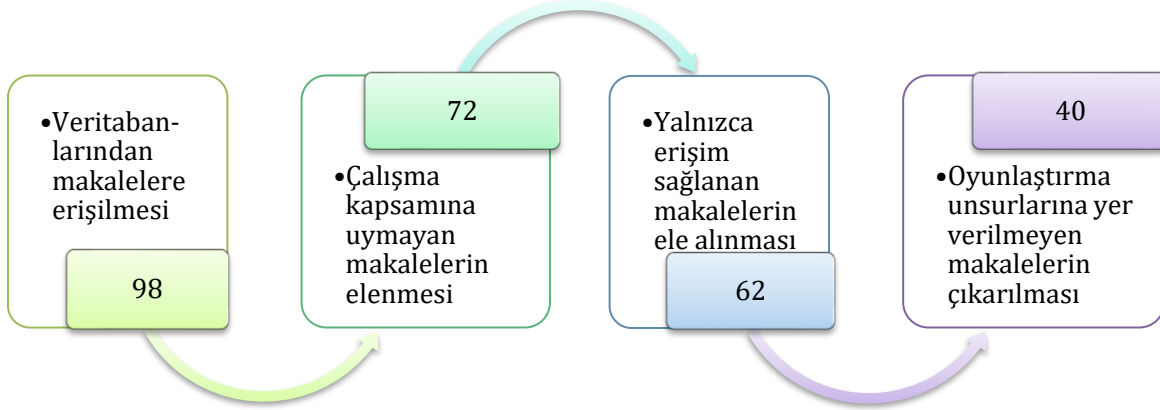 •Veritaban-
larından
makalelere
erişilmesi
98
72
•Çalışma
kapsamına
uymayan
makalelerin
elenmesi
•Yalnızca
erişim
sağlanan
makalelerin
ele alınması
62
40
•Oyunlaştırma
unsurlarına yer
verilmeyen
makalelerin
çıkarılması